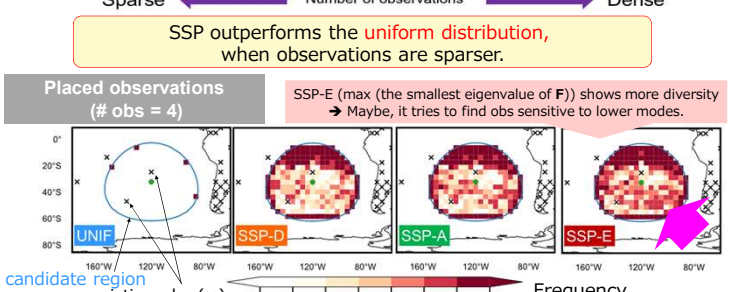 Sparse Number of observations Dense
SSP outperforms the uniform distribution,
when observations are sparser.
Placed observations
(# obs = 4)
SSP-E (max (the smallest eigenvalue of F)) shows more diversity
➔ Maybe, it tries to find obs sensitive to lower modes.
0°
20°S
40°S
60°S
80°S
UNIF
SSP-D
SSP-A
SSP-E
160°W 120°W 80°W 160°W 120°W 80°W 160°W 120°W 80°W 160°W 120°W 80°W
candidate region
Frequency